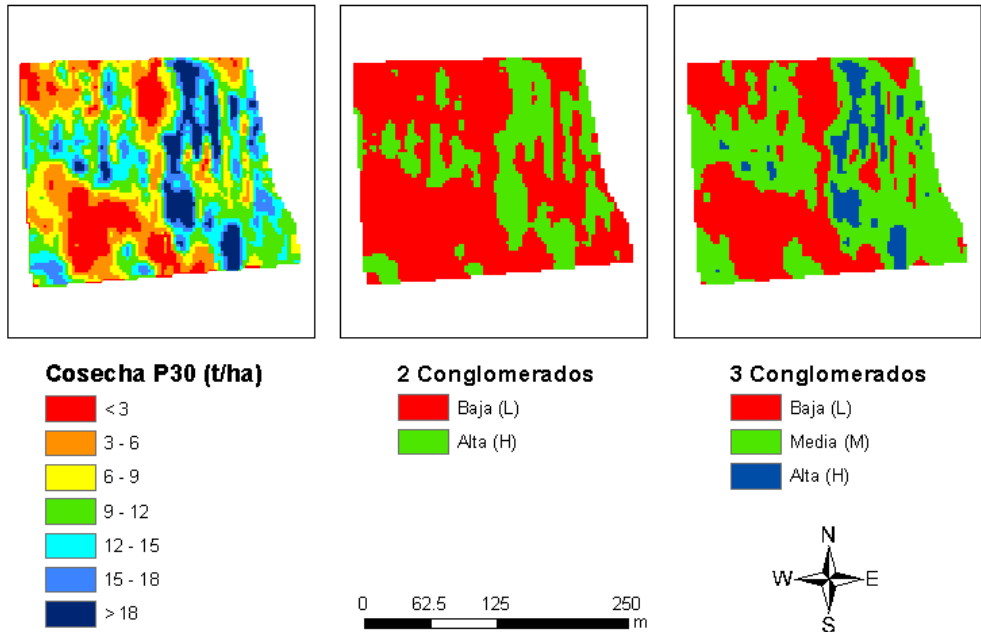 Cosecha P30 (t/ha)
< 3
3 - 6
6 - 9
9 - 12
12 - 15
15 - 18
> 18
2 Conglomerados
Baja (L)
Alta (H)
3 Conglomerados
Baja (L)
Media (M)
Alta (H)
N
W E
S
0 62.5 125 250
m